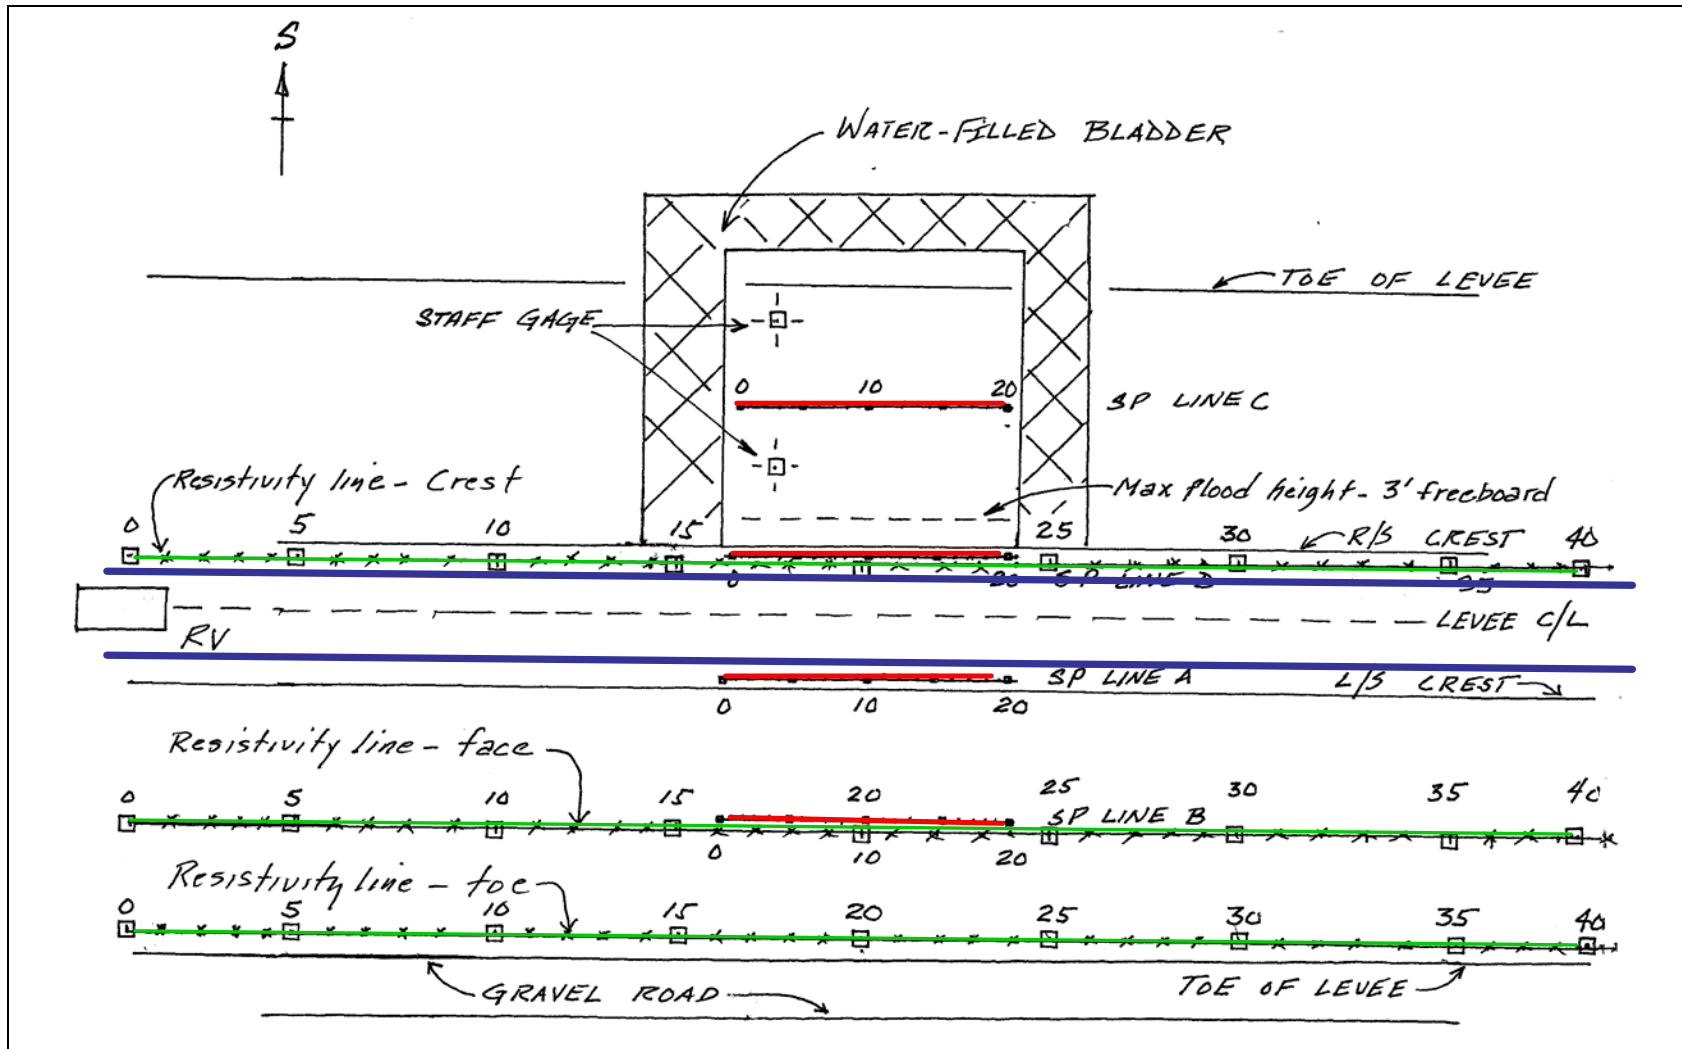 S
WATER-FILLED BLADDER
TOE OF LEVEE
STAFF GAGE
0 10 20
SP LINE C
Resistivity line - Crest
Max flood height - 3' freeboard
0 5 10 15 25 30 R/S CREST 40
0 20 SP LINE D 35
LEVEE C/L
RV
SP LINE A L/S CREST
0 10 20
Resistivity line - face
0 5 10 15 20 25 30 35 40
SP LINE B
0 10 20
Resistivity line - toe
0 5 10 15 20 25 30 35 40
GRAVEL ROAD TOE OF LEVEE